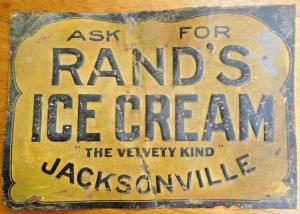 ASK FOR
RAND'S
ICE CREAM
"THE VELVETY KIND"
JACKSONVILLE